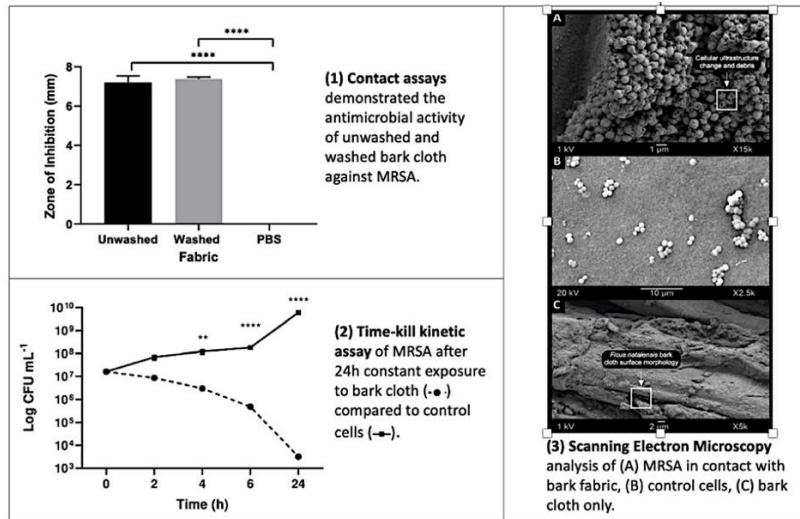 ****
****
8
6
4
2
0
Zone of Inhibition (mm)
Unwashed
Washed
PBS
Fabric
(1) Contact assays
demonstrated the
antimicrobial activity
of unwashed and
washed bark cloth
against MRSA.
10¹⁰
10⁹
10⁸
10⁷
10⁶
10⁵
10⁴
10³
Log CFU mL⁻¹
**
****
****
0
2
4
6
24
Time (h)
(2) Time-kill kinetic
assay of MRSA after
24h constant exposure
to bark cloth (-●-)
compared to control
cells (-■-).
A
Cellular ultrastructure
change and debris
1 kV
1 µm
X15k
B
20 kV
10 µm
X2.5k
C
Ficus natalensis bark
cloth surface morphology
1 kV
2 µm
X5k
(3) Scanning Electron Microscopy
analysis of (A) MRSA in contact with
bark fabric, (B) control cells, (C) bark
cloth only.